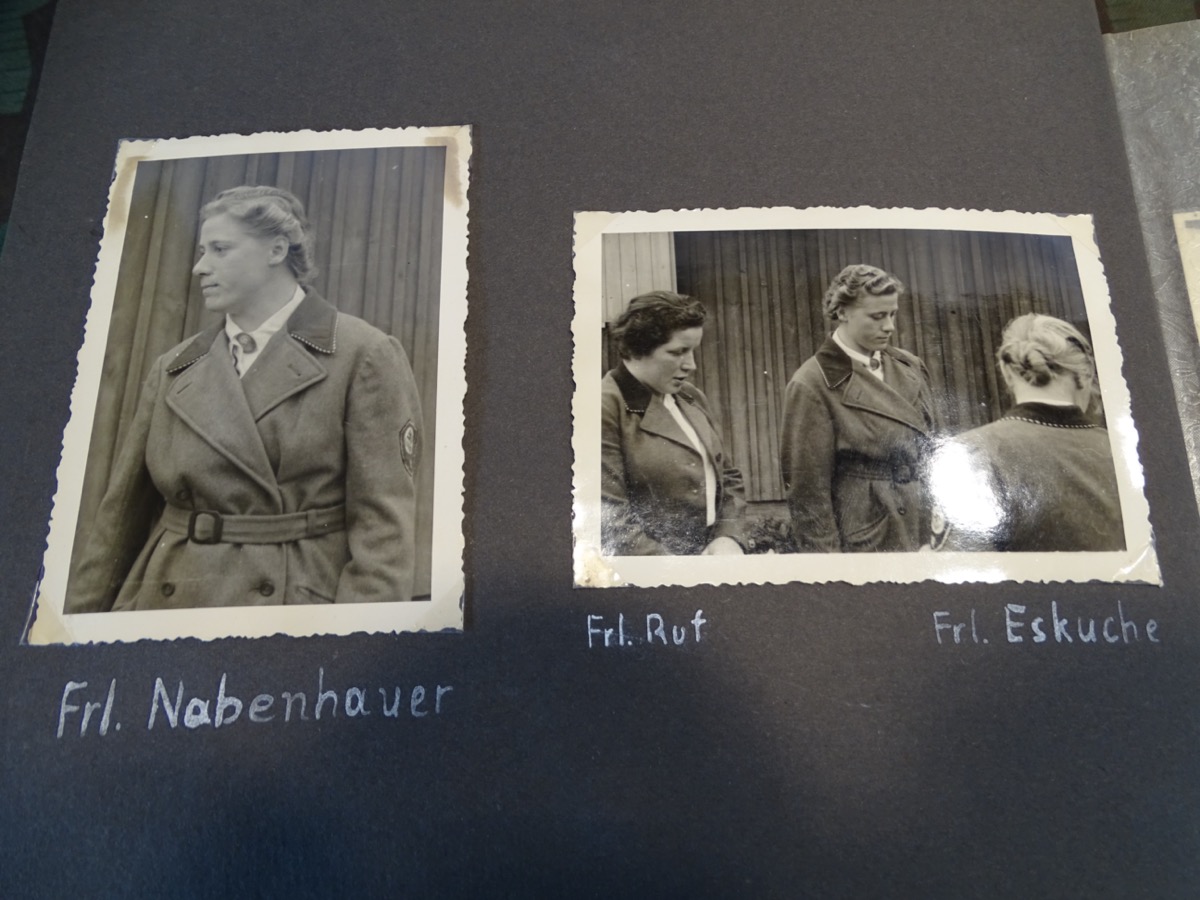 Frl. Nabenhauer
Frl. Ruf
Frl. Eskuche